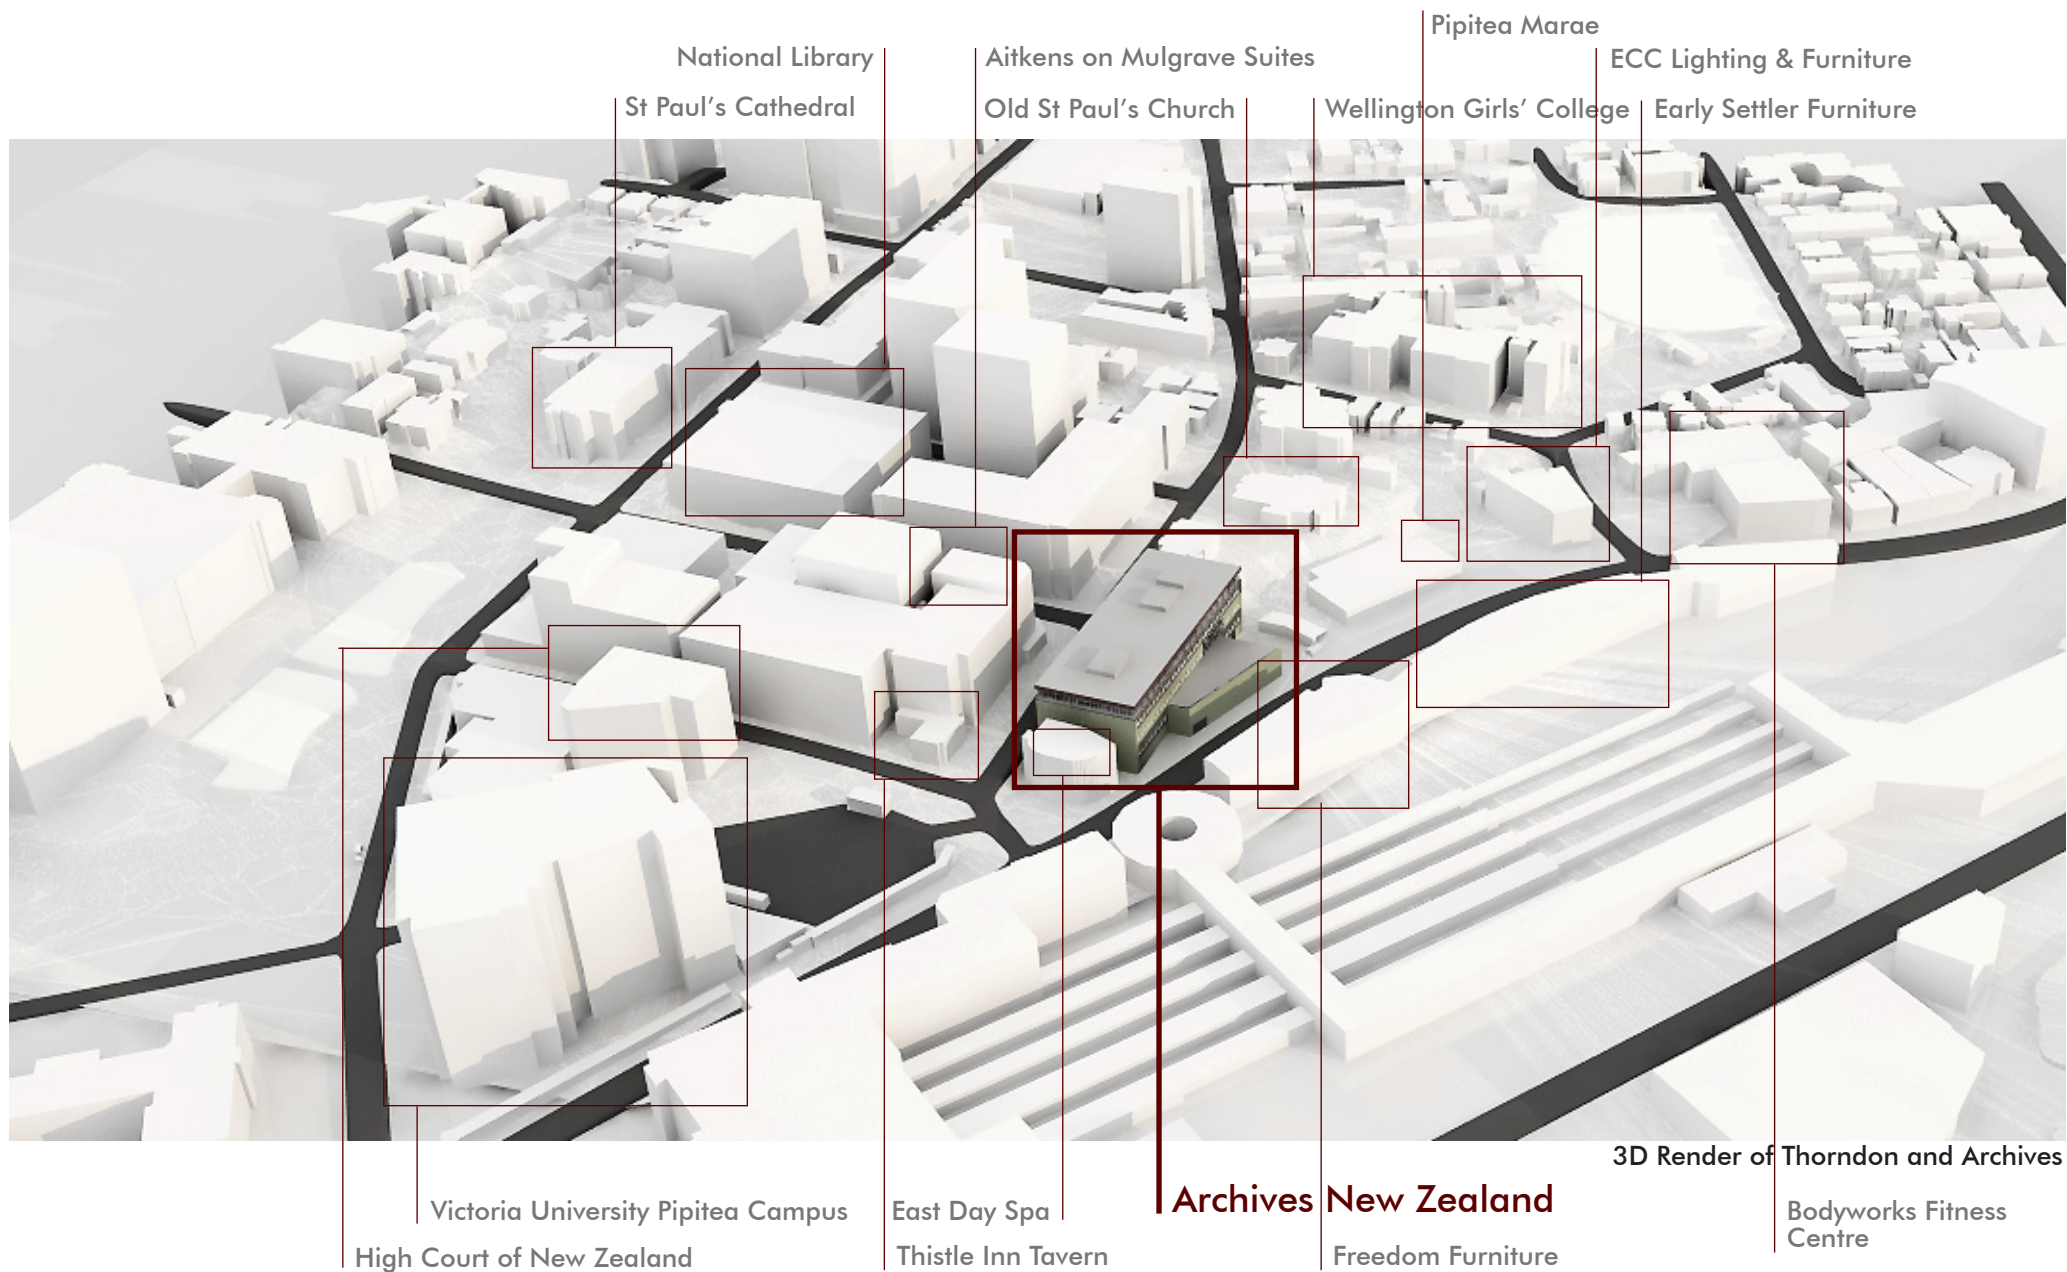 Pipitea Marae
National Library
Aitkens on Mulgrave Suites
ECC Lighting & Furniture
St Paul’s Cathedral
Old St Paul’s Church
Wellington Girls’ College
Early Settler Furniture
3D Render of Thorndon and Archives
Archives New Zealand
Victoria University Pipitea Campus
East Day Spa
Bodyworks Fitness
Centre
High Court of New Zealand
Thistle Inn Tavern
Freedom Furniture